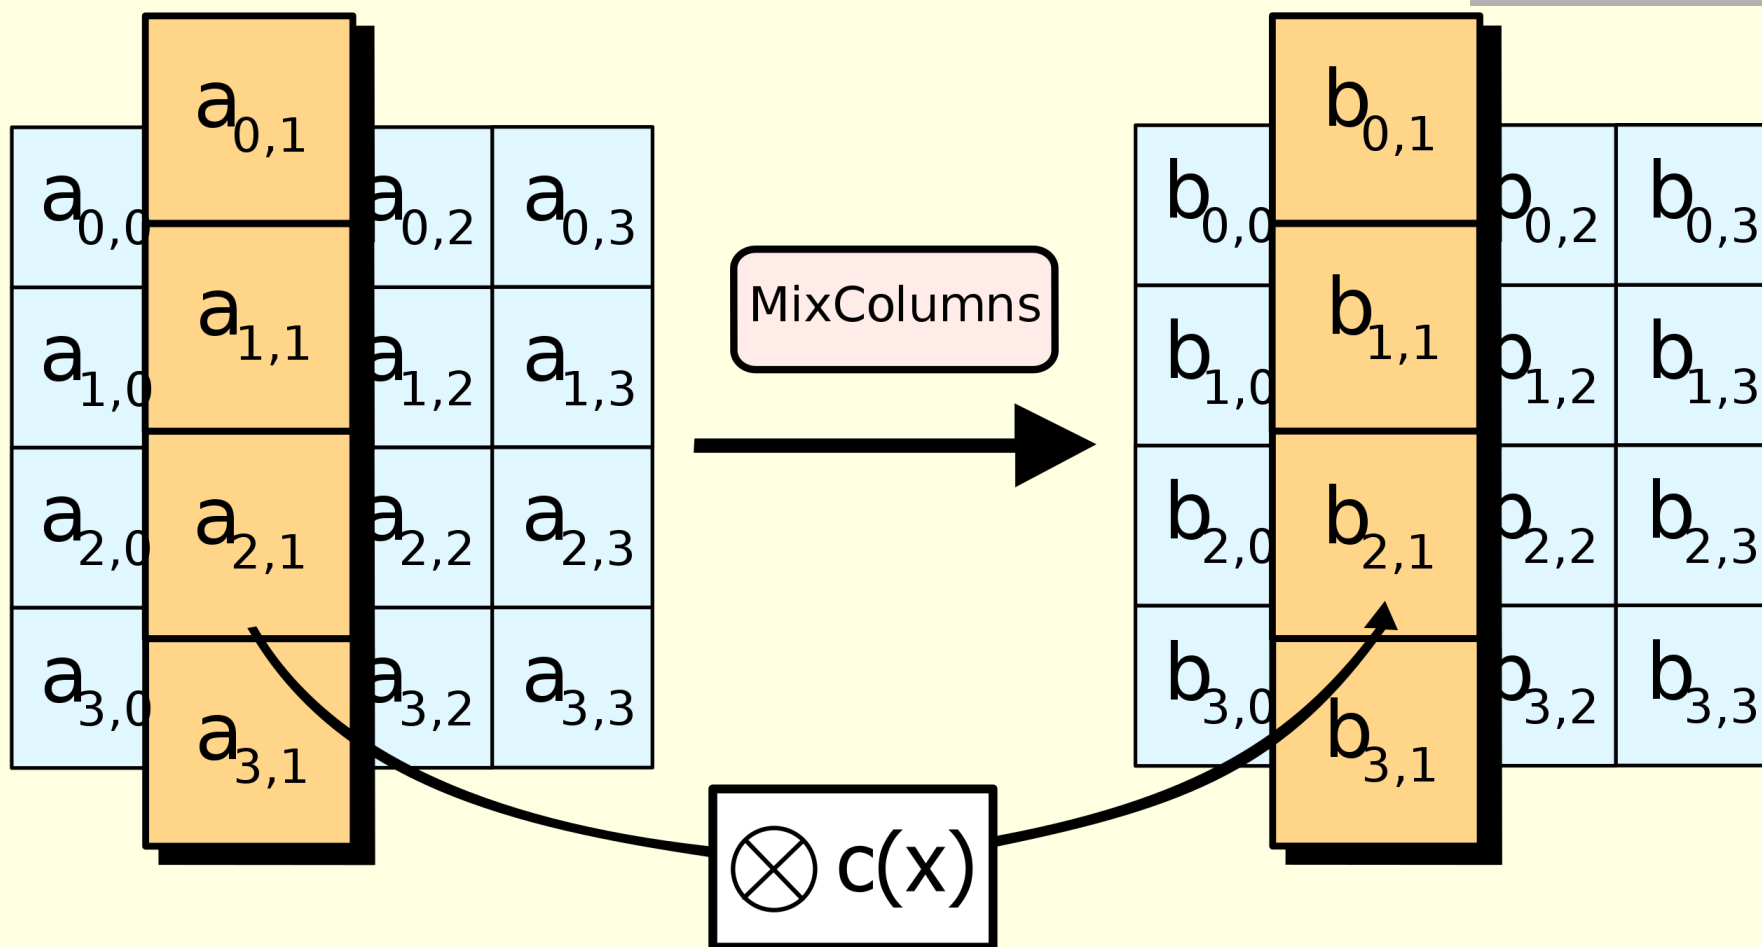 a0,1 b0,1
a0,0 a0,2 a0,3 b0,0 b0,2 b0,3
a1,1 MixColumns b1,1
a1,0 a1,2 a1,3 b1,0 b1,2 b1,3
a2,1 b2,1
a2,0 a2,2 a2,3 b2,0 b2,2 b2,3
a3,0 a3,2 a3,3 b3,0 b3,2 b3,3
a3,1 b3,1
⊗ c(x)